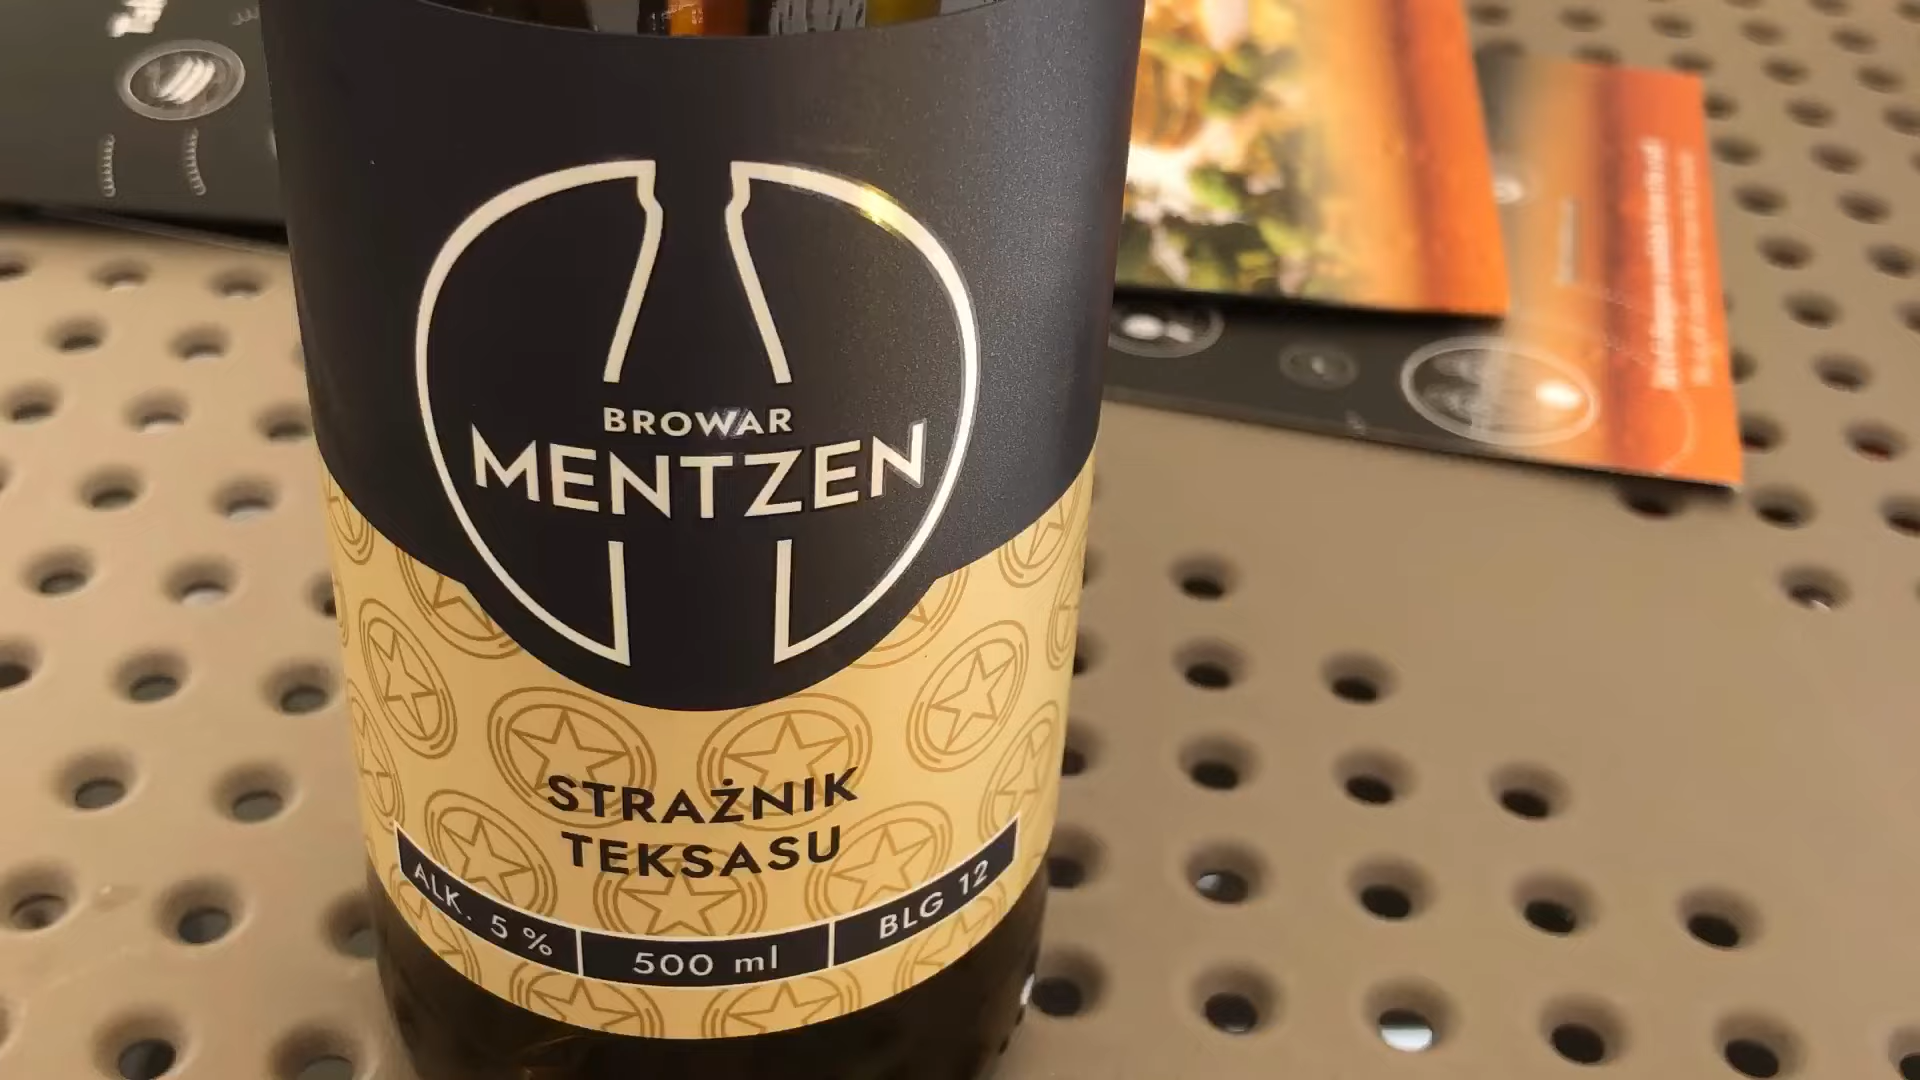 BROWAR
MENTZEN
STRAŻNIK
TEKSASU
ALK. 5 %
500 ml
BLG 12